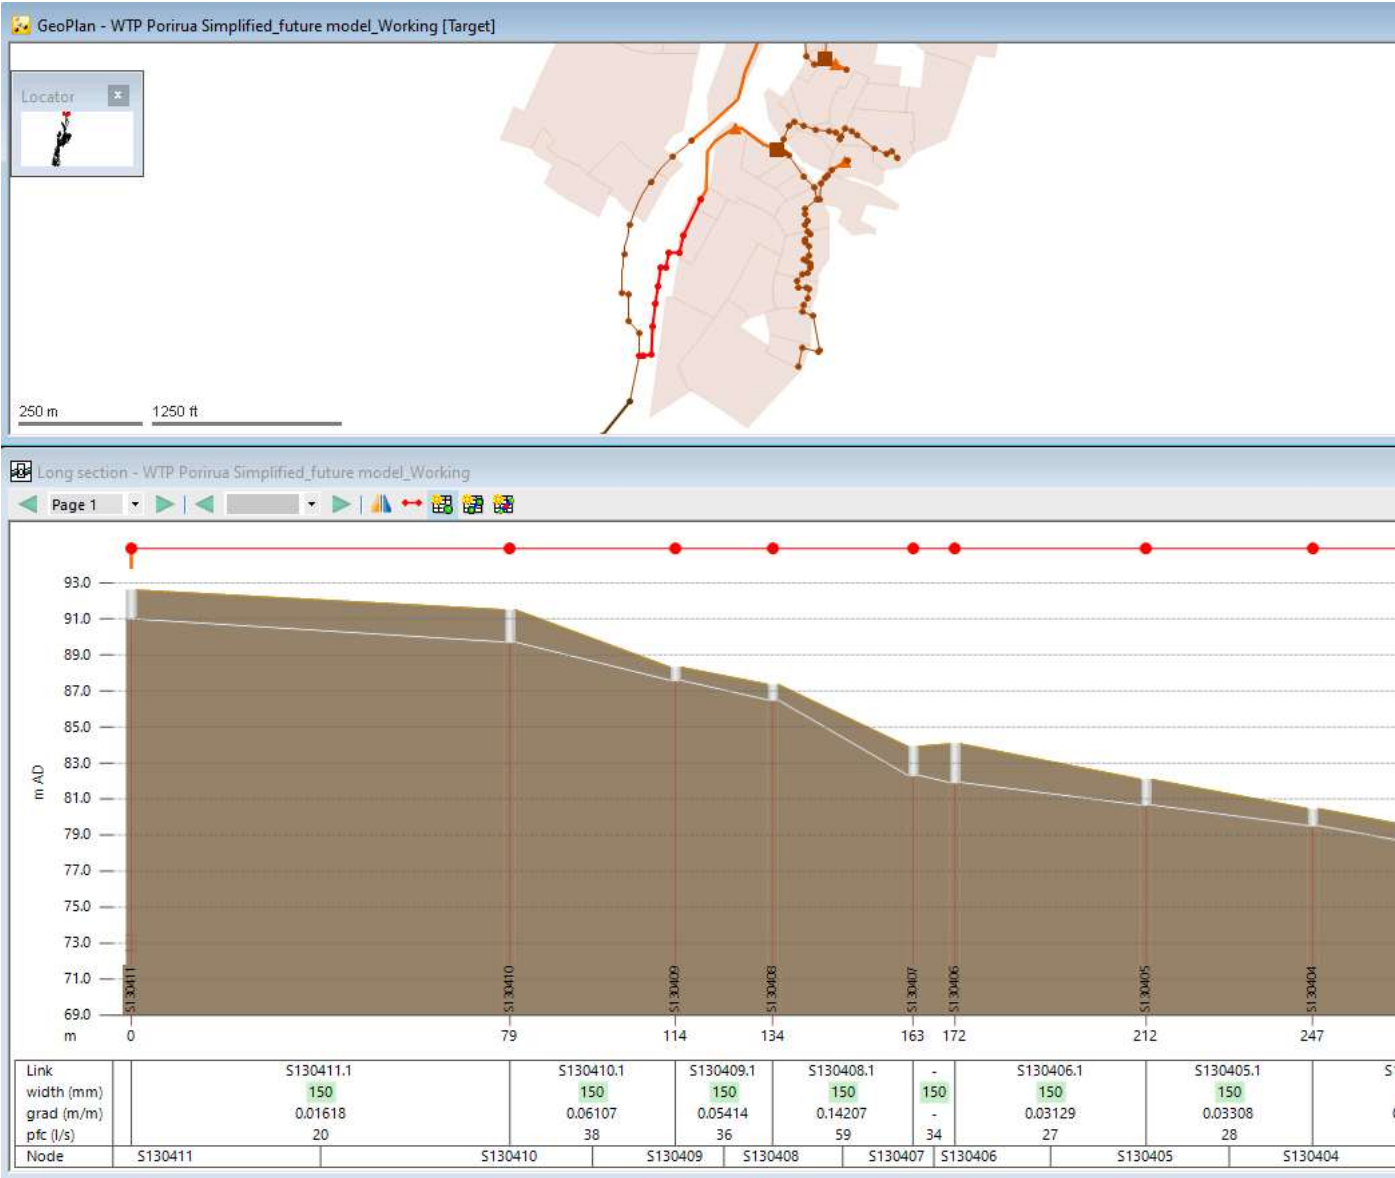 GeoPlan - WTP Porirua Simplified_future model_Working [Target]
Locator
250 m
1250 ft
Long section - WTP Porirua Simplified_future model_Working
Page 1
93.0
91.0
89.0
87.0
85.0
83.0
m AD
81.0
79.0
77.0
75.0
73.0
71.0
69.0
S130411 S130410 S130409 S130408 S130407 S130406 S130405 S130404
m 0 79 114 134 163 172 212 247
Link S130411.1 S130410.1 S130409.1 S130408.1 - S130406.1 S130405.1
width (mm) 150 150 150 150 150 150 150
grad (m/m) 0.01618 0.06107 0.05414 0.14207 - 0.03129 0.03308
pfc (l/s) 20 38 36 59 34 27 28
Node S130411 S130410 S130409 S130408 S130407 S130406 S130405 S130404